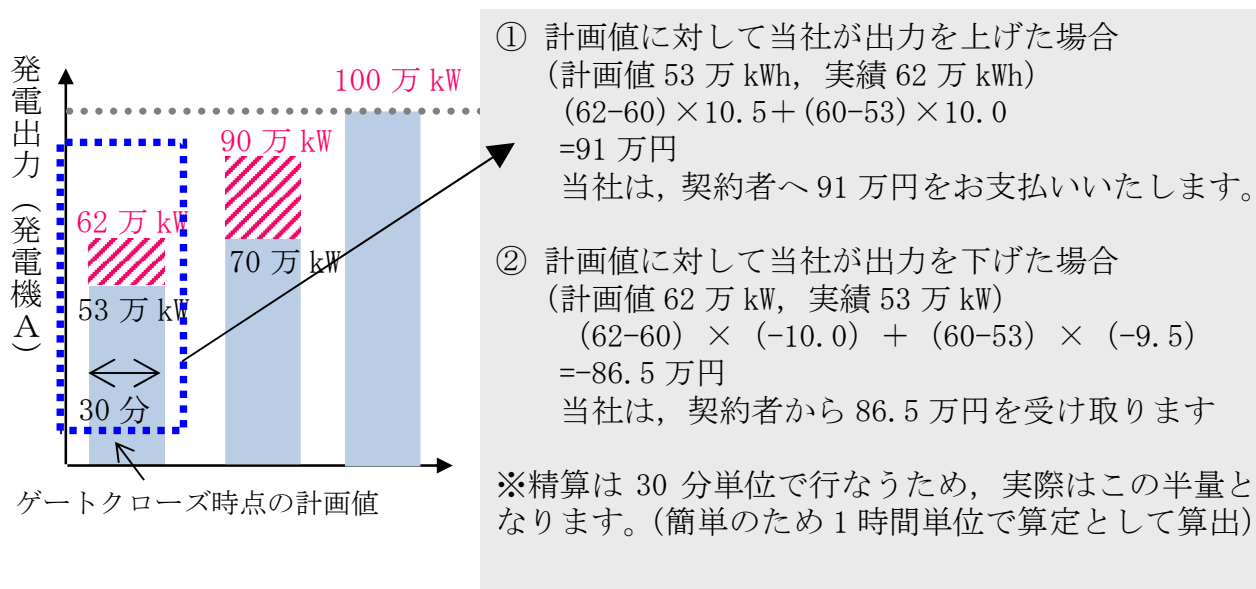 発電出力（発電機A）
100 万 kW
90 万 kW
62 万 kW
70 万 kW
53 万 kW
30 分
ゲートクローズ時点の計画値
① 計画値に対して当社が出力を上げた場合
(計画値 53 万 kWh, 実績 62 万 kWh)
(62-60)×10.5＋(60-53)×10.0
=91 万円
当社は, 契約者へ 91 万円をお支払いいたします。
② 計画値に対して当社が出力を下げた場合
(計画値 62 万 kW, 実績 53 万 kW)
(62-60) × (-10.0) ＋ (60-53) × (-9.5)
=-86.5 万円
当社は, 契約者から 86.5 万円を受け取ります
※精算は 30 分単位で行なうため, 実際はこの半量と
なります。(簡単のため 1 時間単位で算定として算出)